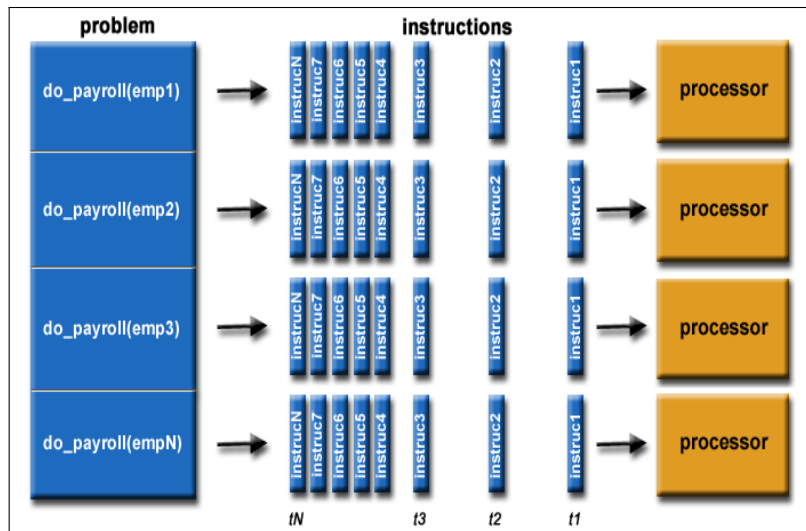 problem
instructions
do_payroll(emp1)
instrucN
instruc7
instruc6
instruc5
instruc4
instruc3
instruc2
instruc1
processor
do_payroll(emp2)
instrucN
instruc7
instruc6
instruc5
instruc4
instruc3
instruc2
instruc1
processor
do_payroll(emp3)
instrucN
instruc7
instruc6
instruc5
instruc4
instruc3
instruc2
instruc1
processor
do_payroll(empN)
instrucN
instruc7
instruc6
instruc5
instruc4
instruc3
instruc2
instruc1
processor
tN
t3
t2
t1